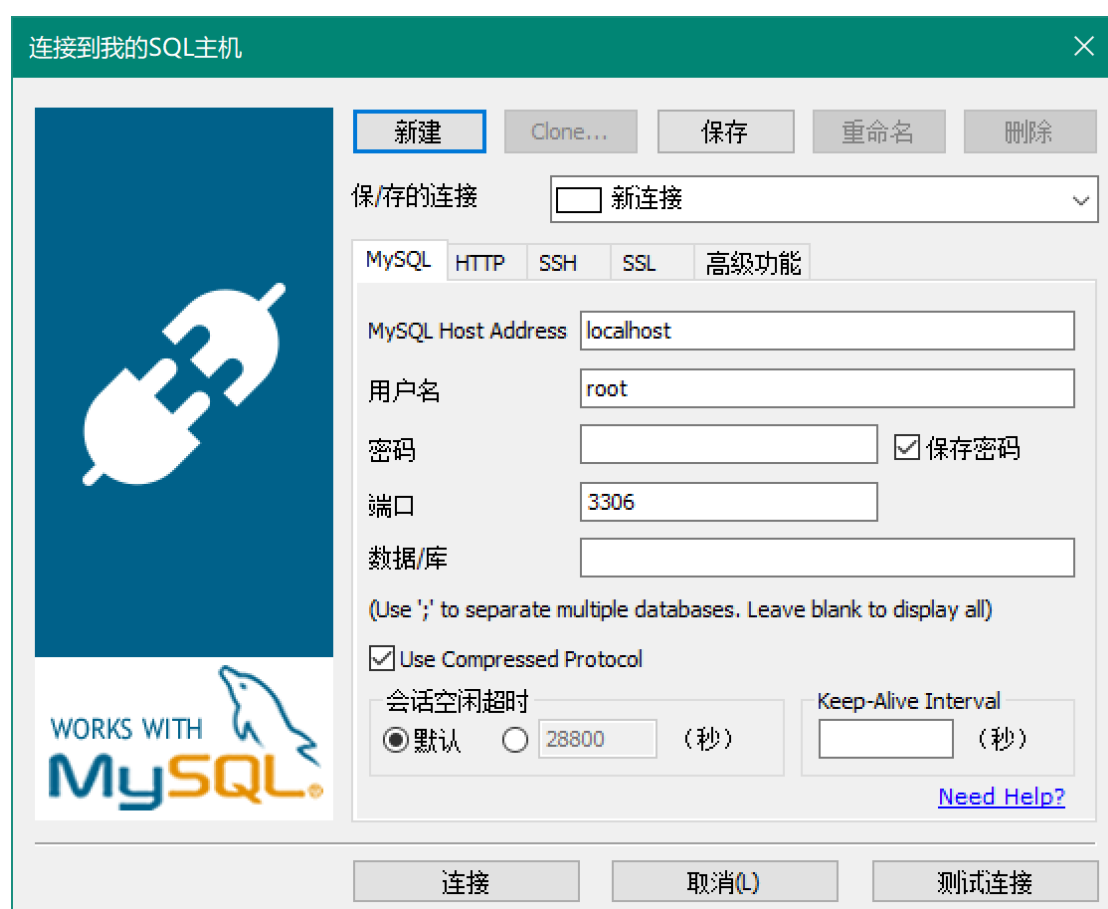 连接到我的SQL主机
新建 Clone... 保存 重命名 删除
保/存的连接 新连接
MySQL HTTP SSH SSL 高级功能
MySQL Host Address localhost
用户名 root
密码 保存密码
端口 3306
数据/库
(Use ';' to separate multiple databases. Leave blank to display all)
Use Compressed Protocol
会话空闲超时 Keep-Alive Interval
默认 28800 (秒) (秒)
WORKS WITH
MySQL®
Need Help?
连接 取消(L) 测试连接